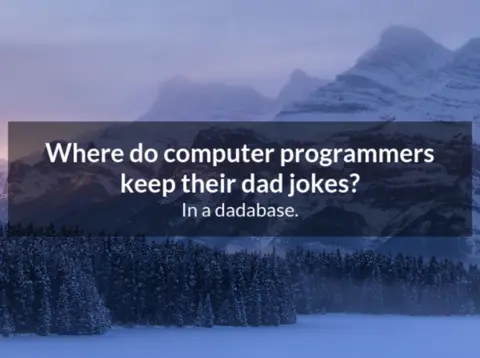 Where do computer programmers
keep their dad jokes?
In a dadabase.